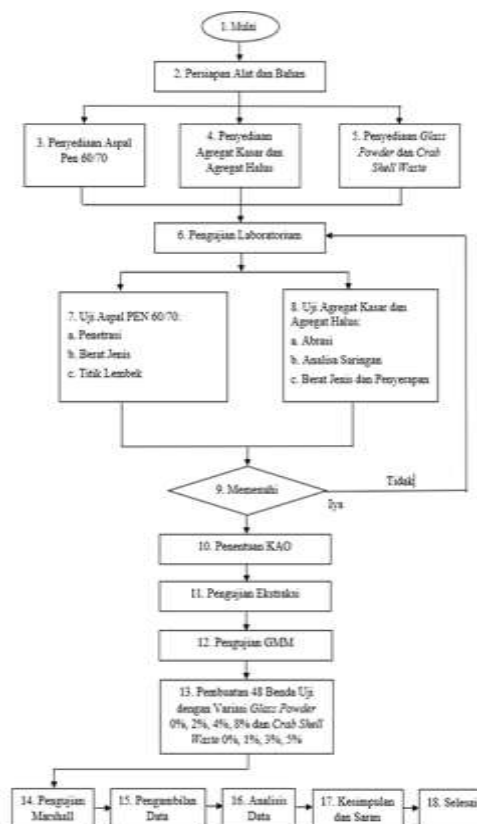 1. Mulai
2. Persiapan Alat dan Bahan
3. Penyediaan Aspal
Pen 60/70
4. Penyediaan
Agregat Kasar dan
Agregat Halus
5. Penyediaan Glass
Powder dan Crab
Shell Waste
6. Pengujian Laboratorium
7. Uji Aspal PEN 60/70:
a. Penetrasi
b. Berat Jenis
c. Titik Lembek
8. Uji Agregat Kasar dan
Agregat Halus:
a. Abrasi
b. Analisa Saringan
c. Berat Jenis dan Penyerapan
9. Memenuhi
Tidak
Iya
10. Penentuan KAO
11. Pengujian Ekstraksi
12. Pengujian GMM
13. Pembuatan 48 Benda Uji
dengan Variasi Glass Powder
0%, 2%, 4%, 8% dan Crab Shell
Waste 0%, 1%, 3%, 5%
14. Pengujian
Marshall
15. Pengambilan
Data
16. Analisis
Data
17. Kesimpulan
dan Saran
18. Selesai